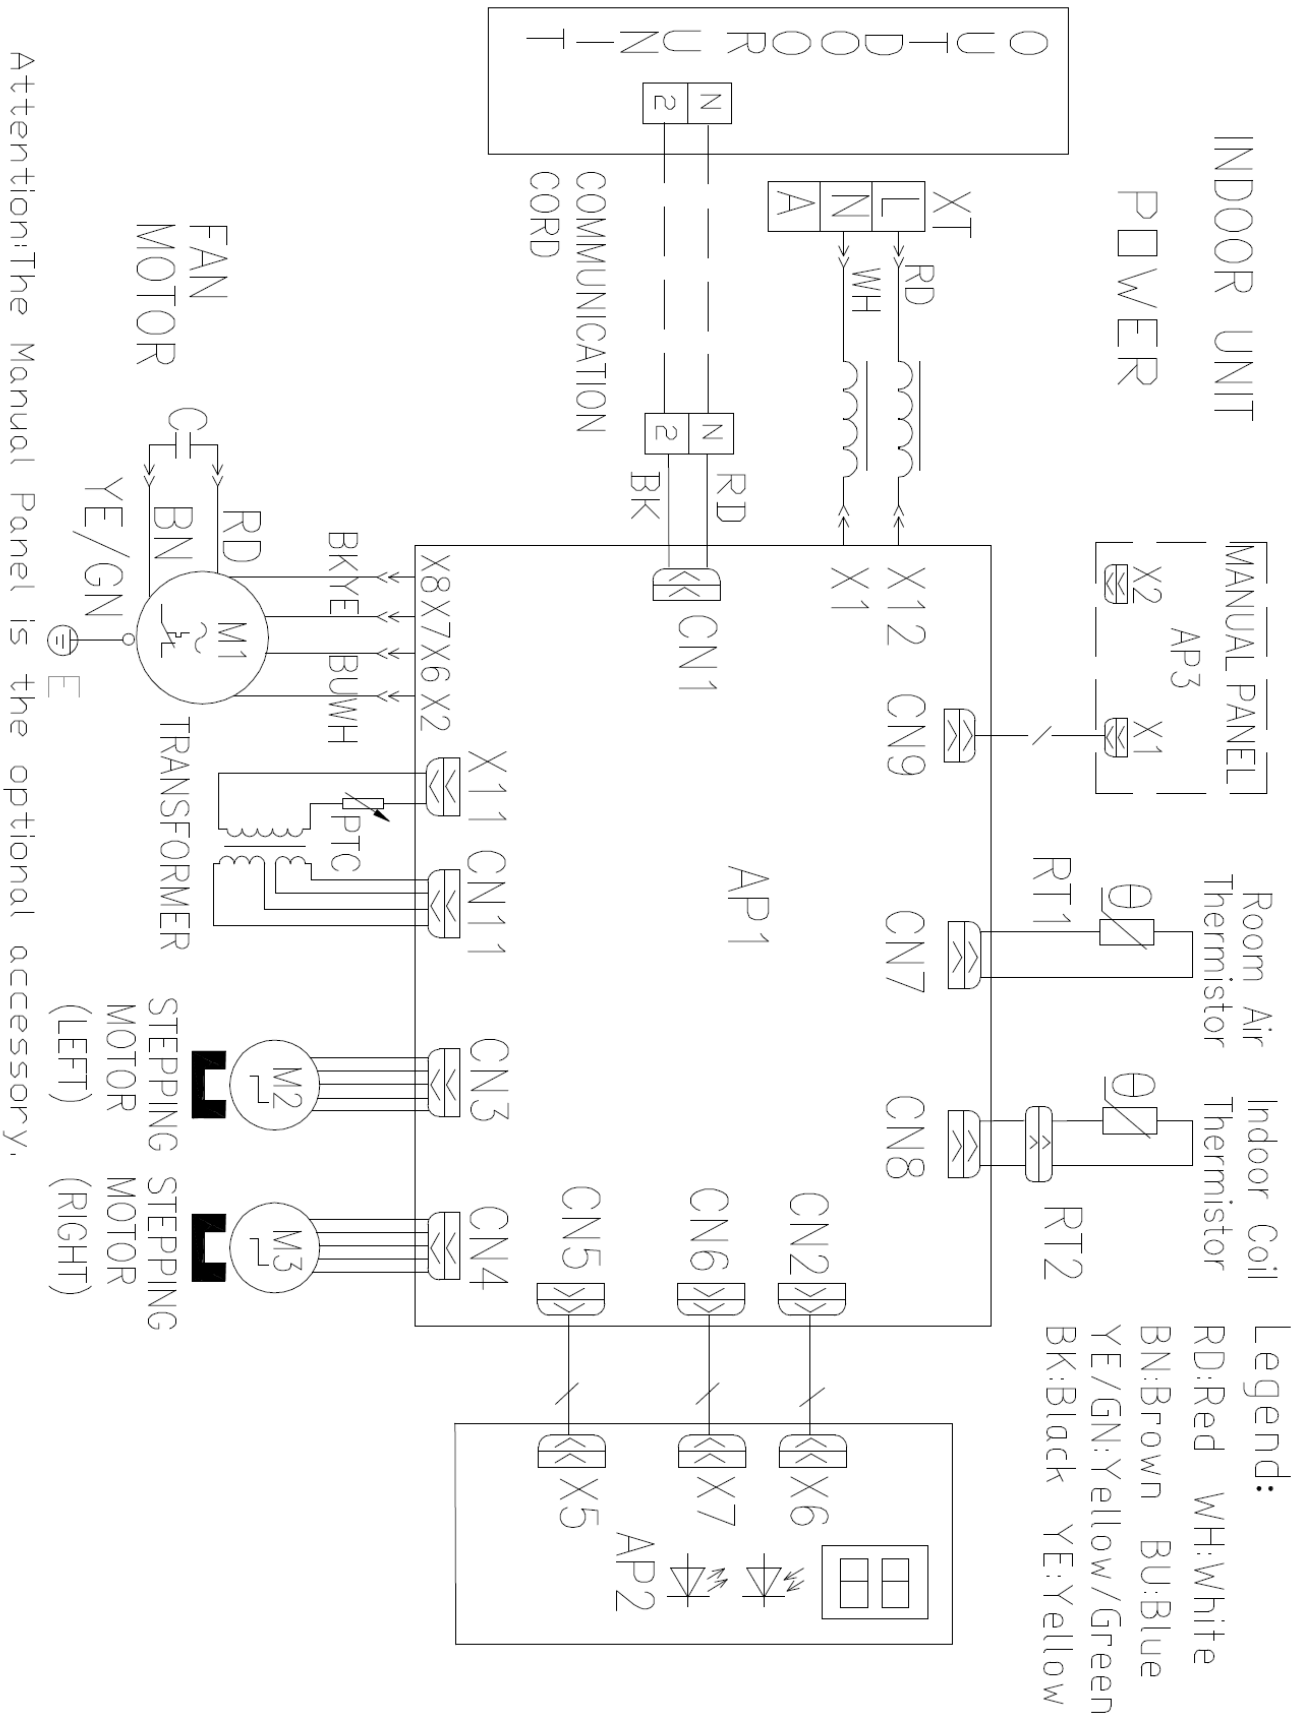 INDOOR UNIT
POWER
OUTDOOR UNIT
N
2
XT
L
N
A
RD
WH
COMMUNICATION
CORD
N
2
RD
BK
MANUAL PANEL
AP3
X2
X1
X12
X1
CN9
CN1
AP1
Room Air
Thermistor
RT1
θ
CN7
Indoor Coil
Thermistor
θ
RT2
CN8
Legend:
RD:Red WH:White
BN:Brown BU:Blue
YE/GN:Yellow/Green
BK:Black YE:Yellow
CN2
CN6
CN5
X6
X7
X5
AP2
X8X7X6X2
BKYE BUWH
X11
CN11
CN3
CN4
FAN
MOTOR
C
RD
BN
YE/GN
M1
~
E
PTC
TRANSFORMER
M2
STEPPING
MOTOR
(LEFT)
M3
STEPPING
MOTOR
(RIGHT)
Attention:The Manual Panel is the optional accessory.